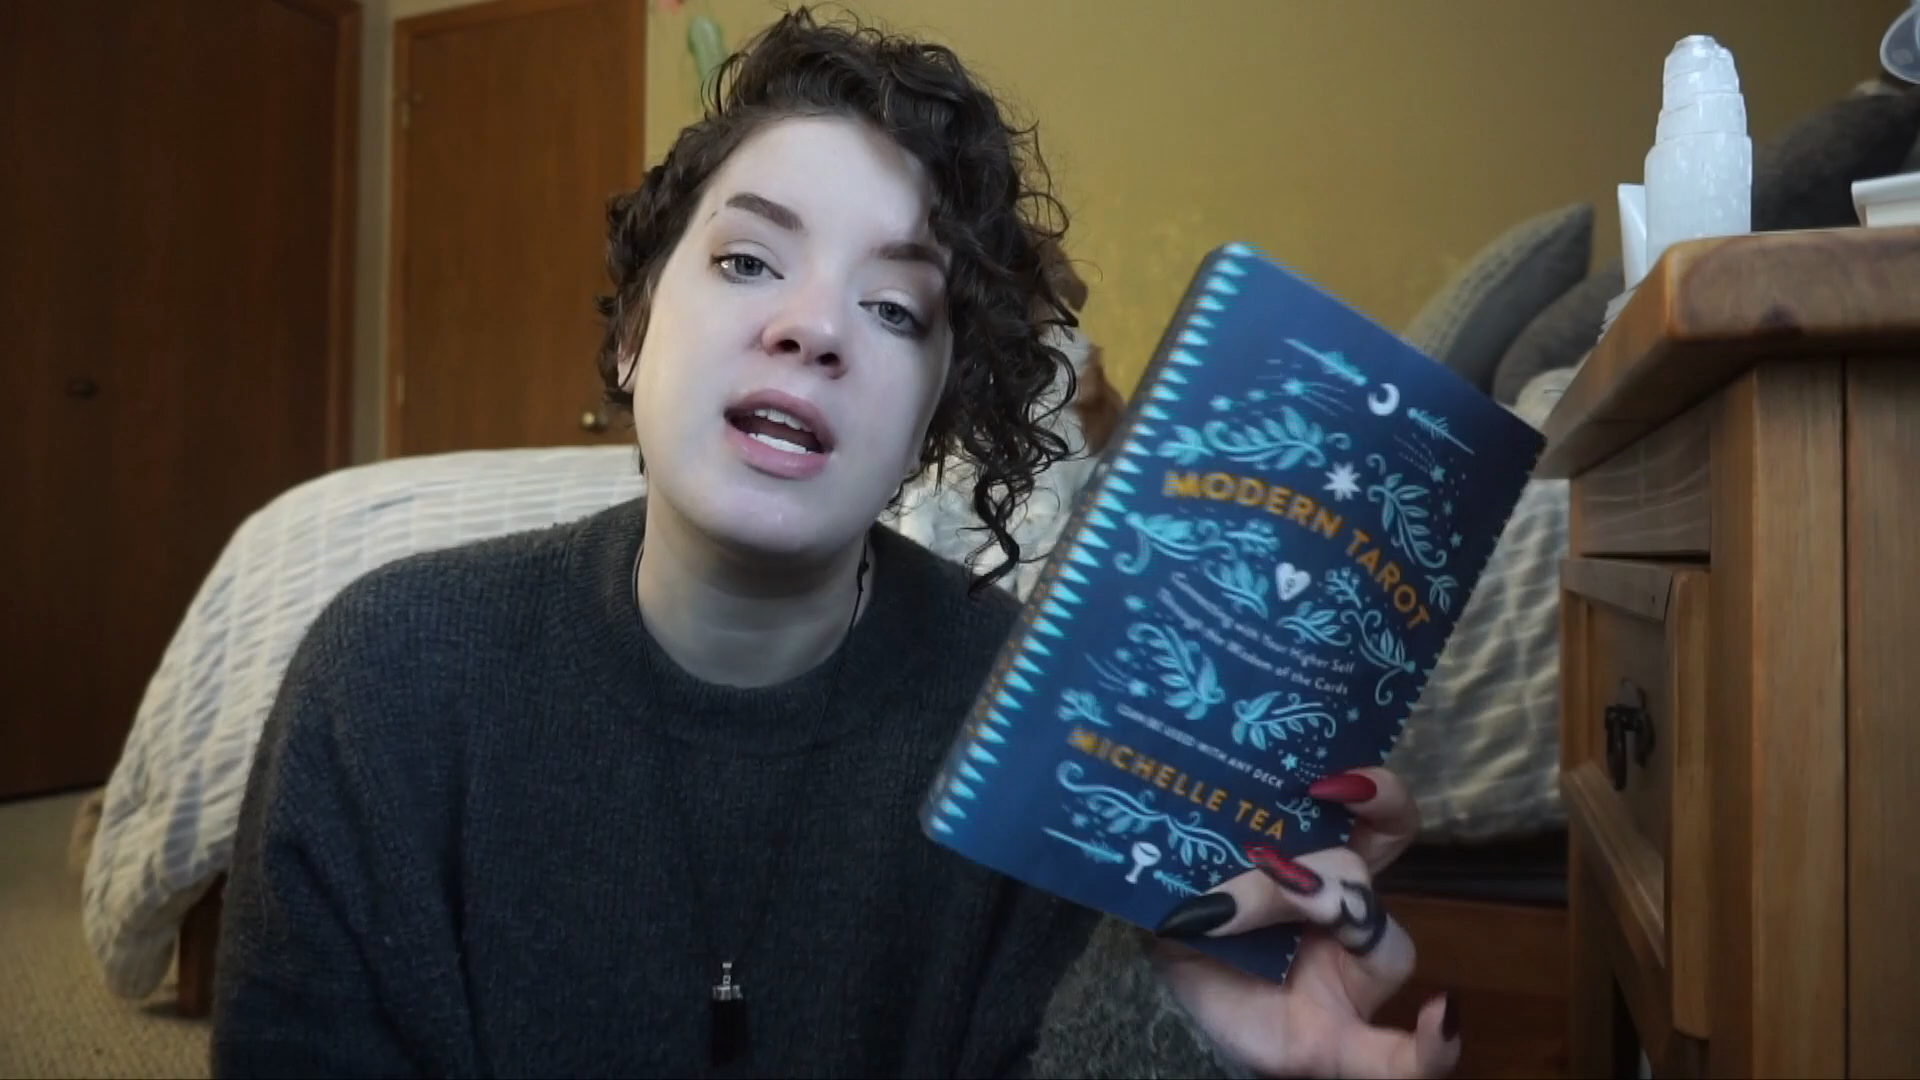 MODERN TAROT
Connecting with Your Higher Self
Through the Wisdom of the Cards
CAN BE USED WITH ANY DECK
MICHELLE TEA